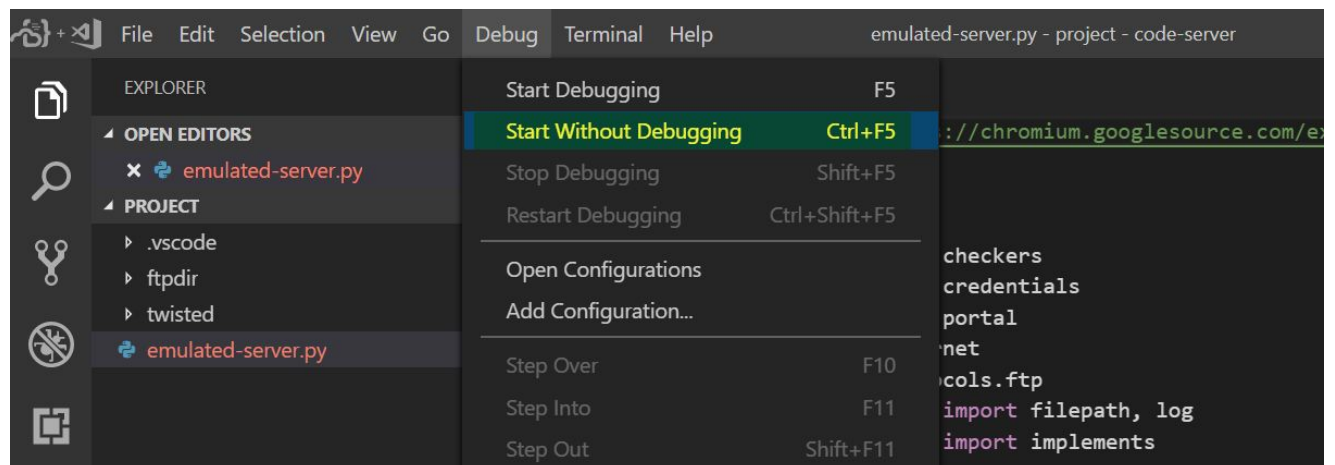 File Edit Selection View Go Debug Terminal Help emulated-server.py - project - code-server
EXPLORER
OPEN EDITORS
emulated-server.py
PROJECT
.vscode
ftpdir
twisted
emulated-server.py
Start Debugging F5
Start Without Debugging Ctrl+F5
Stop Debugging Shift+F5
Restart Debugging Ctrl+Shift+F5
Open Configurations
Add Configuration...
Step Over F10
Step Into F11
Step Out Shift+F11
://chromium.googlesource.com/ex
checkers
credentials
portal
rnet
ocols.ftp
import filepath, log
import implements